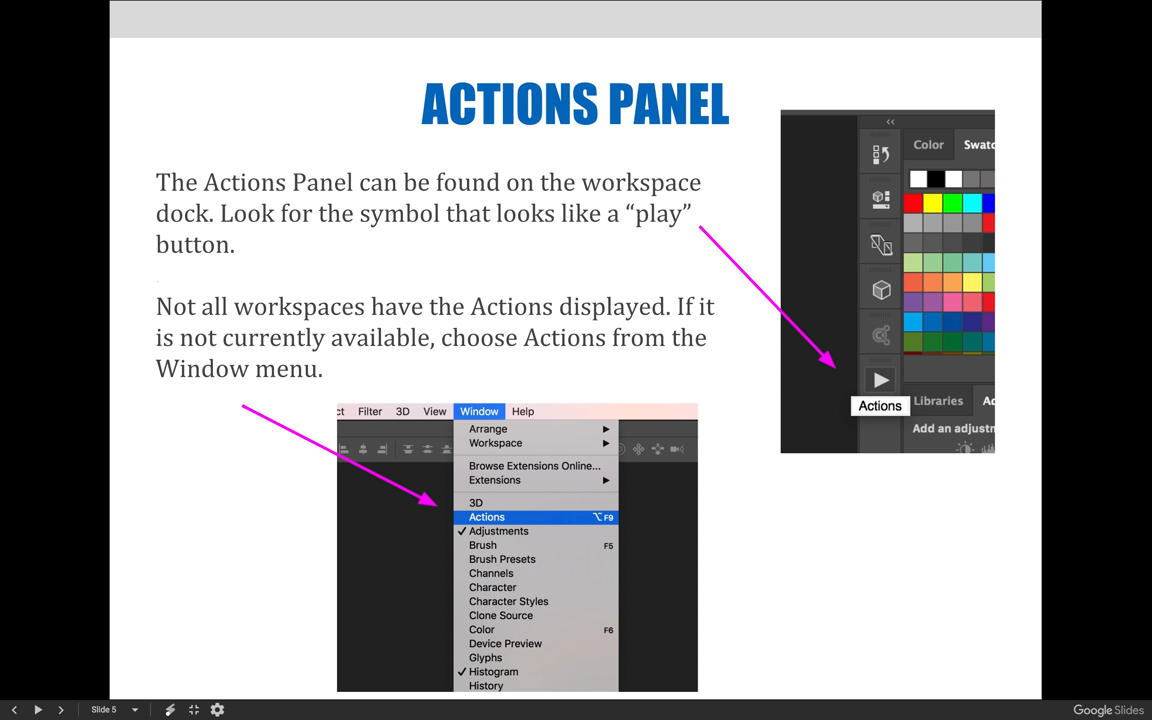 ACTIONS PANEL
The Actions Panel can be found on the workspace
dock. Look for the symbol that looks like a “play”
button.
Not all workspaces have the Actions displayed. If it
is not currently available, choose Actions from the
Window menu.
Color Swatc
Actions
Libraries Ad
Add an adjustm
ct Filter 3D View Window Help
Arrange
Workspace
Browse Extensions Online...
Extensions
3D
Actions ⌥F9
✓ Adjustments
Brush F5
Brush Presets
Channels
Character
Character Styles
Clone Source
Color F6
Device Preview
Glyphs
✓ Histogram
History
Slide 5
Google Slides